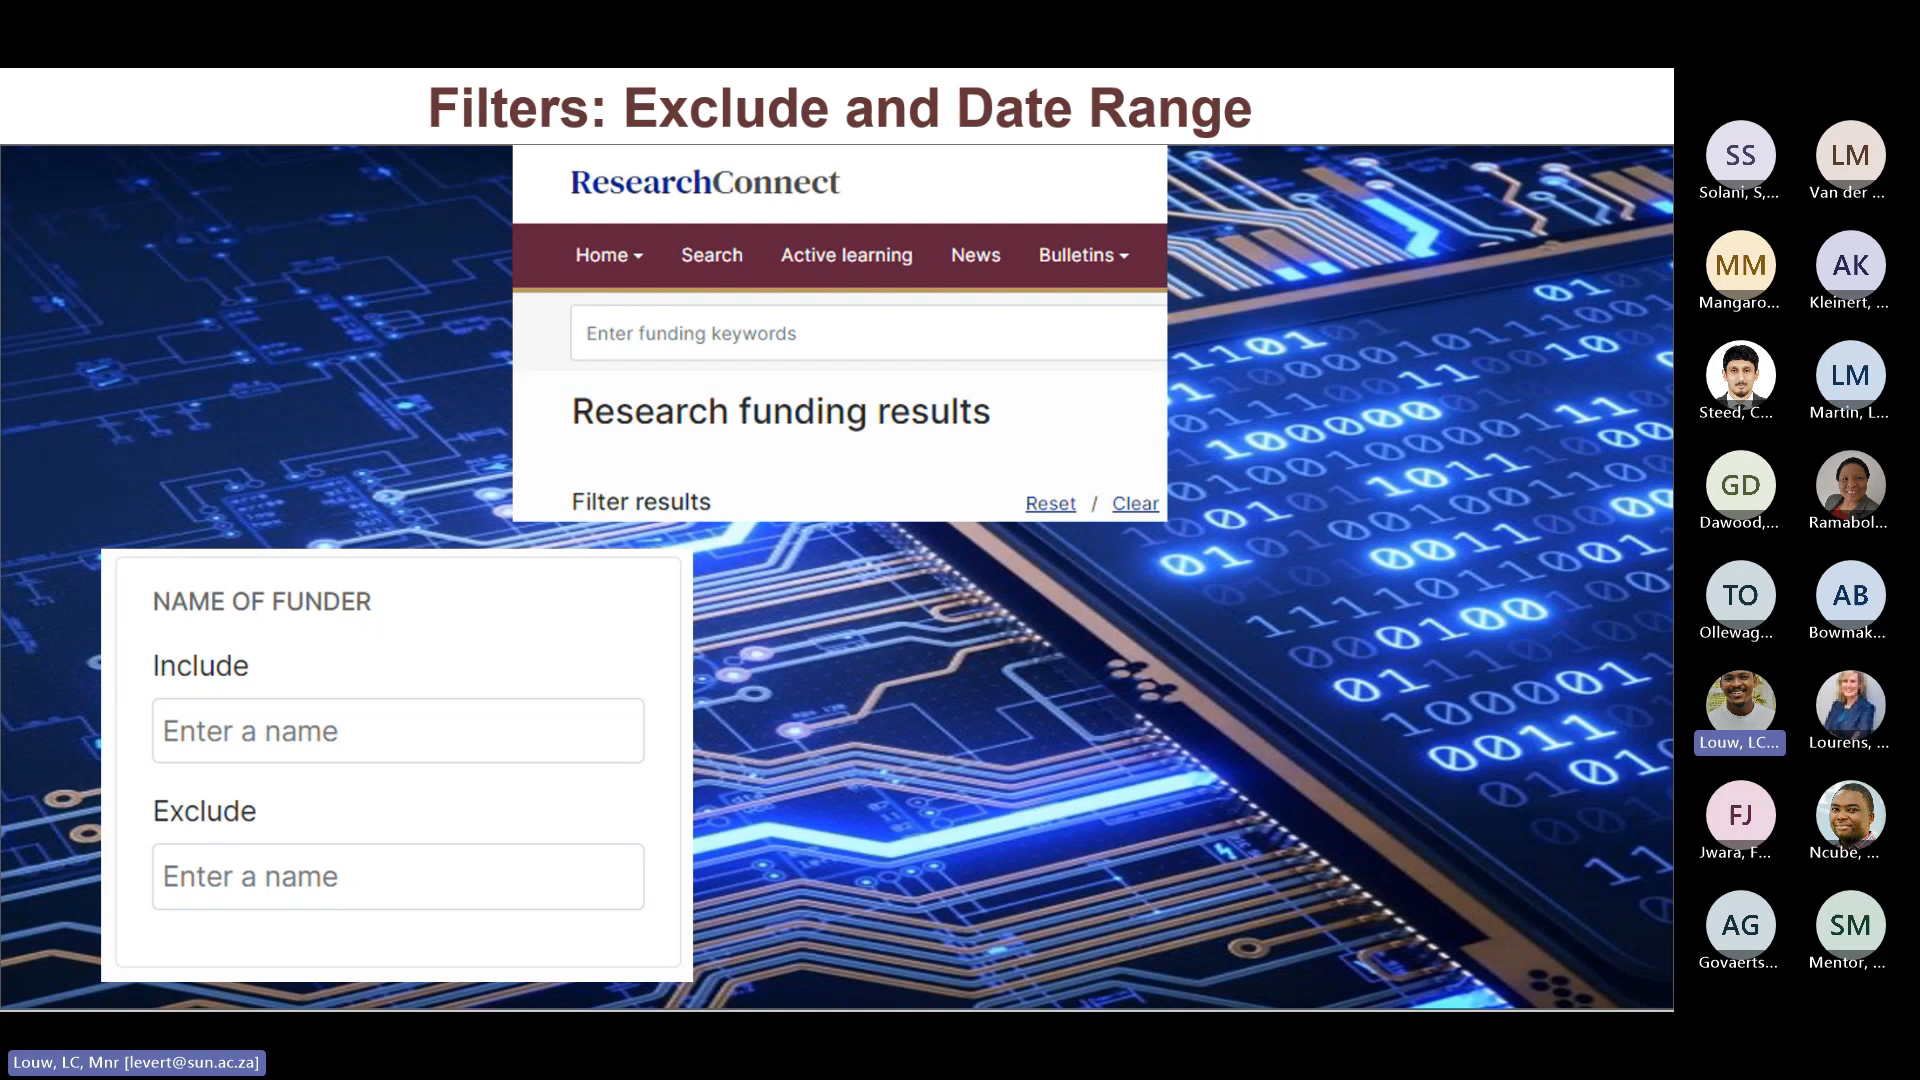 Filters: Exclude and Date Range
ResearchConnect
Home Search Active learning News Bulletins
Enter funding keywords
Research funding results
Filter results Reset / Clear
NAME OF FUNDER
Include
Enter a name
Exclude
Enter a name
SS LM
Solani, S,... Van der ...
MM AK
Mangaro... Kleinert, ...
LM
Steed, C... Martin, L...
GD
Dawood,... Ramabol...
TO AB
Ollewag... Bowmak...
Louw, LC... Lourens, ...
FJ
Jwara, F... Ncube, ...
AG SM
Govaerts... Mentor, ...
Louw, LC, Mnr [levert@sun.ac.za]